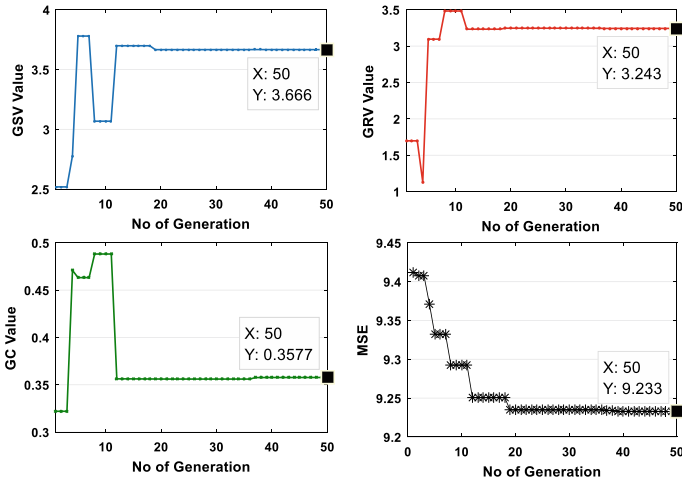 4
3.5
3
2.5
GSV Value
X: 50
Y: 3.666
10 20 30 40 50
No of Generation
3.5
3
2.5
2
1.5
1
GRV Value
X: 50
Y: 3.243
10 20 30 40 50
No of Generation
0.5
0.45
0.4
0.35
0.3
GC Value
X: 50
Y: 0.3577
10 20 30 40 50
No of Generation
9.45
9.4
9.35
9.3
9.25
9.2
MSE
X: 50
Y: 9.233
0 10 20 30 40 50
No of Generation